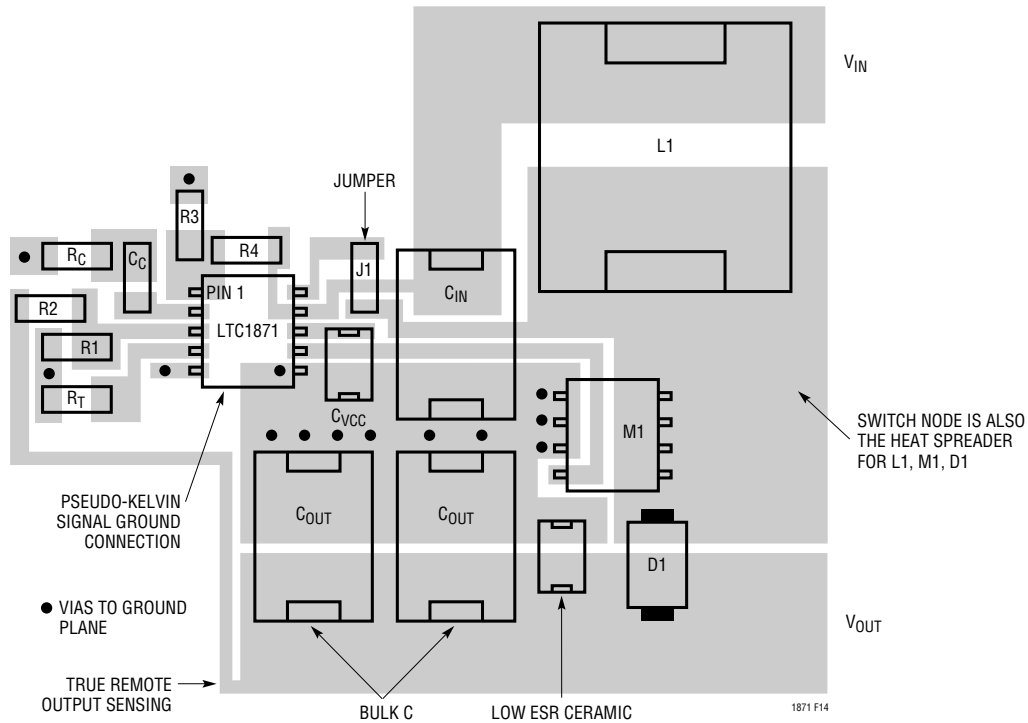 VIN
L1
JUMPER
R3
R4
J1
RC
CC
CIN
PIN 1
R2
LTC1871
R1
RT
CVCC
M1
SWITCH NODE IS ALSO
THE HEAT SPREADER
FOR L1, M1, D1
PSEUDO-KELVIN
SIGNAL GROUND
CONNECTION
COUT
COUT
D1
VIAS TO GROUND
PLANE
VOUT
TRUE REMOTE
OUTPUT SENSING
BULK C
LOW ESR CERAMIC
1871 F14